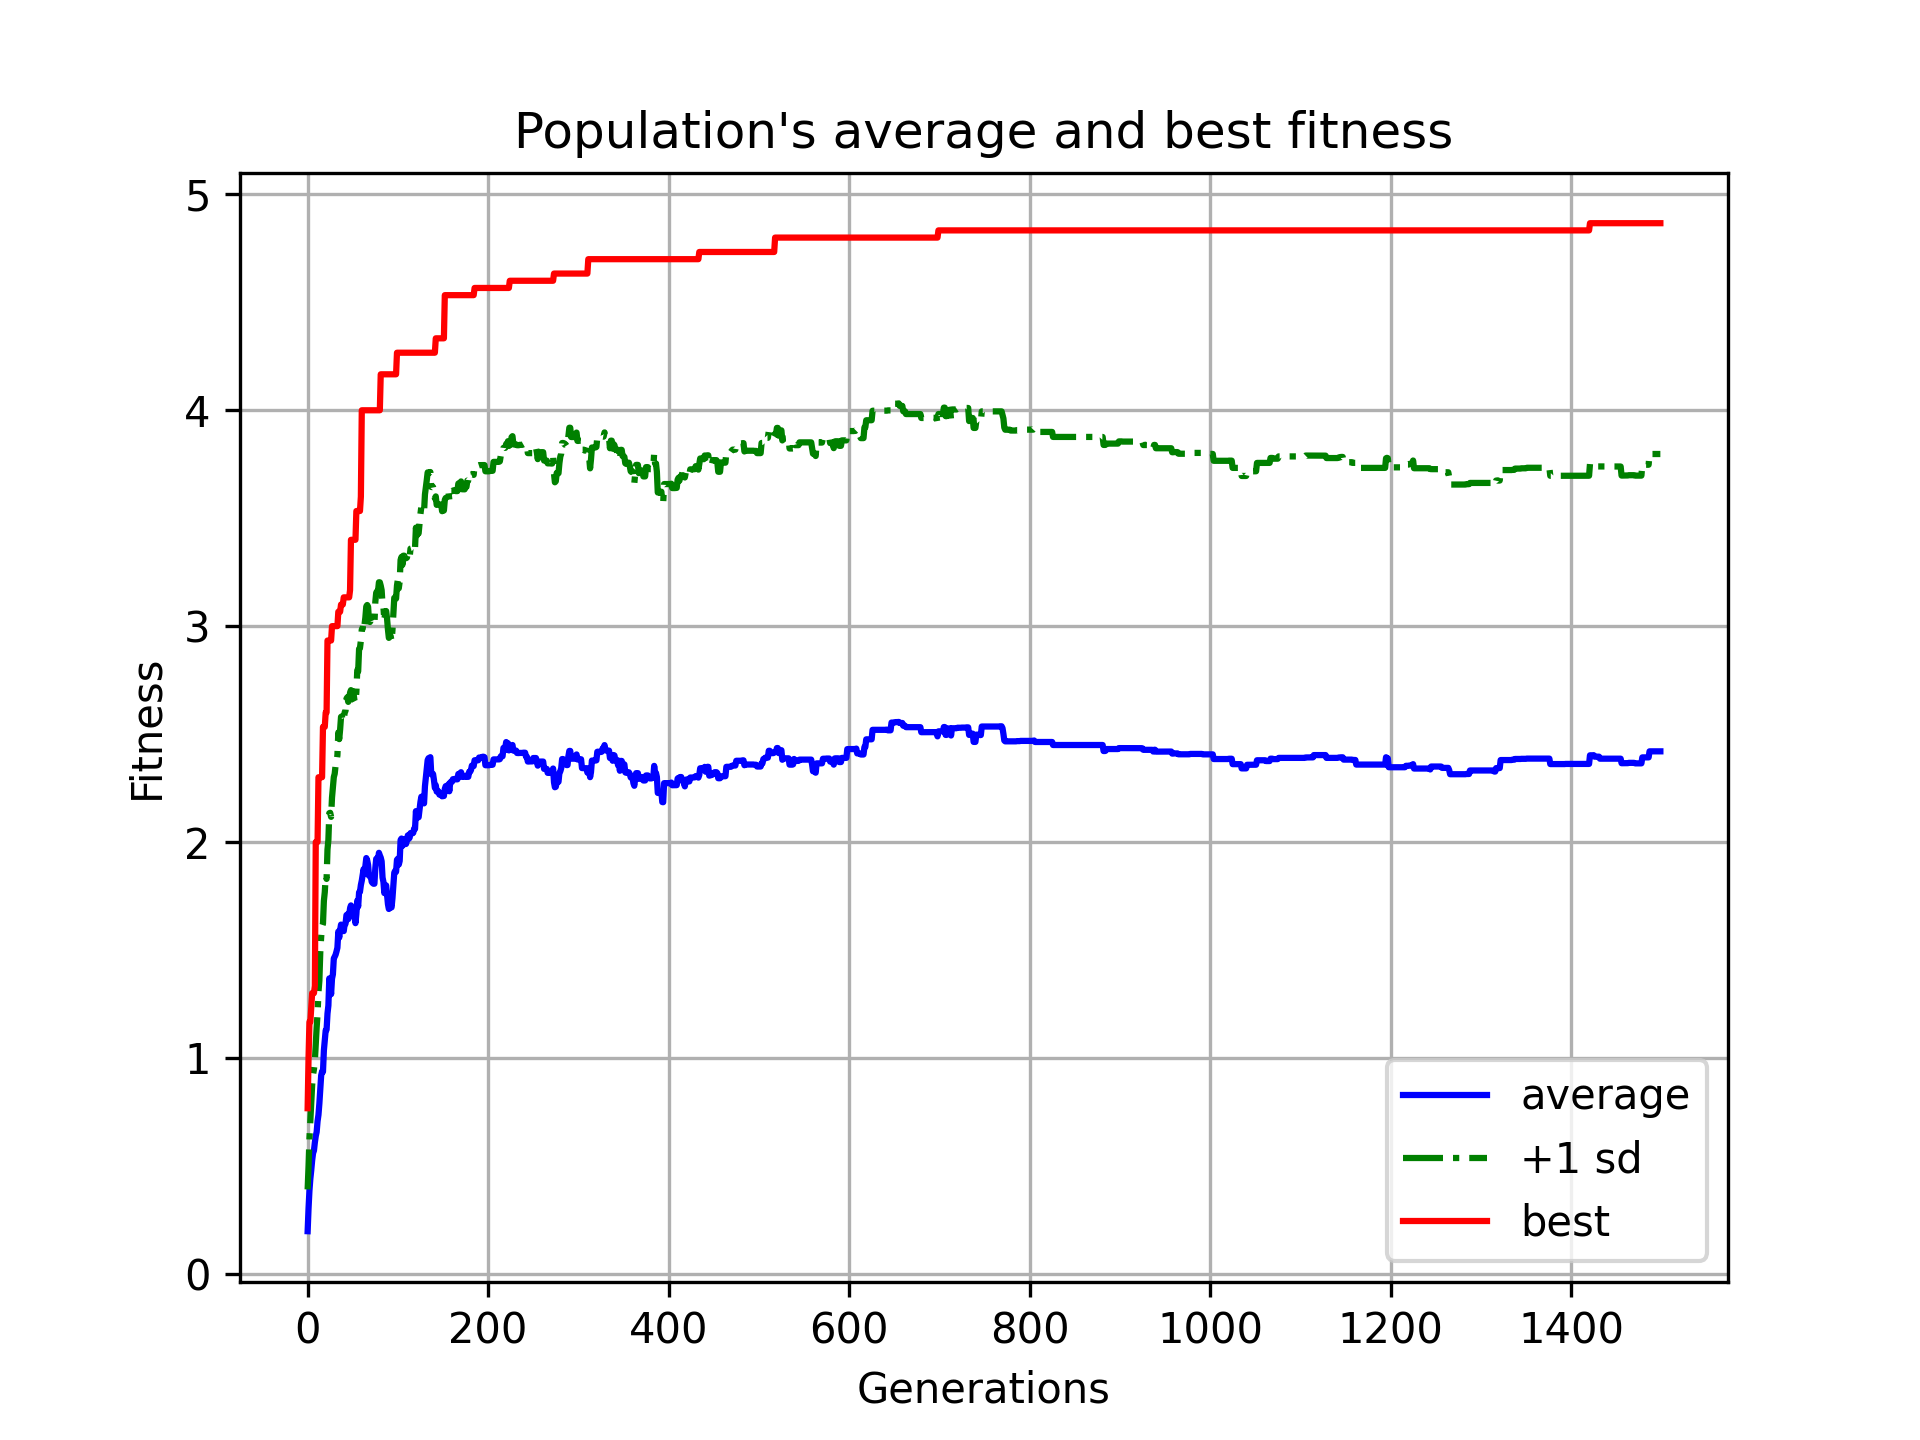 Population's average and best fitness
Fitness
5
4
3
2
1
0
0 200 400 600 800 1000 1200 1400
Generations
average
+1 sd
best